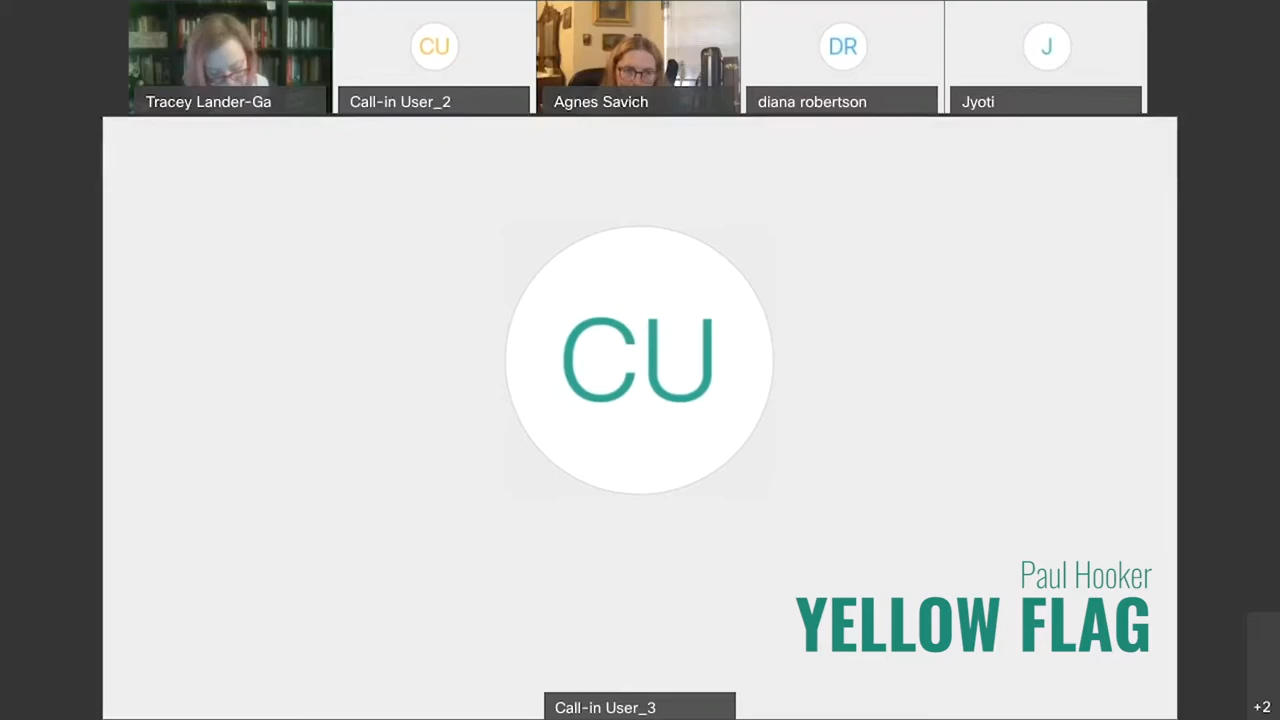 CU
DR
J
Tracey Lander-Ga
Call-in User_2
Agnes Savich
diana robertson
Jyoti
CU
Paul Hooker
YELLOW FLAG
Call-in User_3
+2